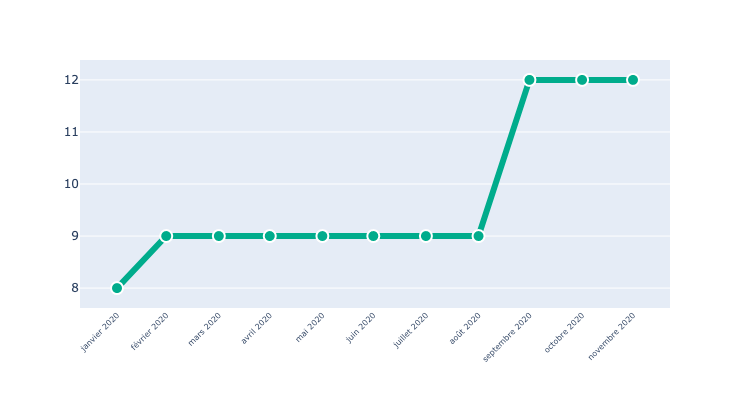 12
11
10
9
8
janvier 2020
février 2020
mars 2020
avril 2020
mai 2020
juin 2020
juillet 2020
août 2020
septembre 2020
octobre 2020
novembre 2020